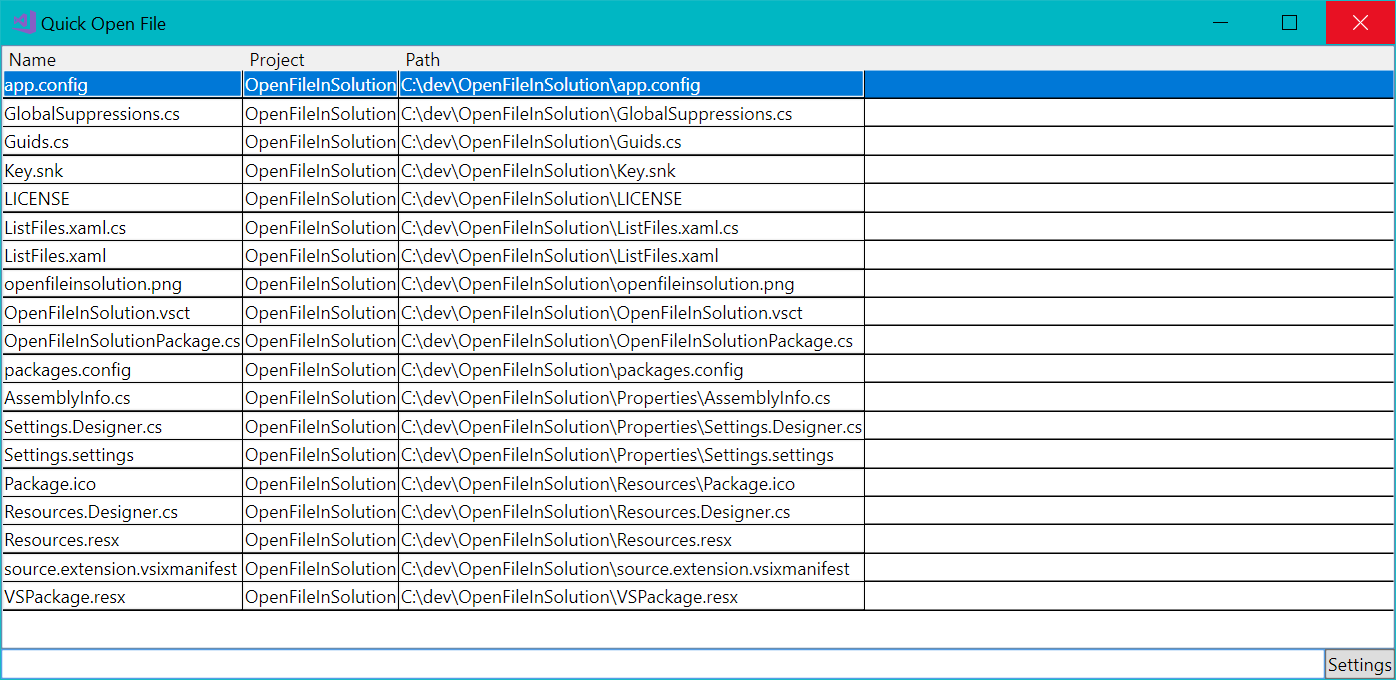 Quick Open File
Name Project Path
app.config OpenFileInSolution C:\dev\OpenFileInSolution\app.config
GlobalSuppressions.cs OpenFileInSolution C:\dev\OpenFileInSolution\GlobalSuppressions.cs
Guids.cs OpenFileInSolution C:\dev\OpenFileInSolution\Guids.cs
Key.snk OpenFileInSolution C:\dev\OpenFileInSolution\Key.snk
LICENSE OpenFileInSolution C:\dev\OpenFileInSolution\LICENSE
ListFiles.xaml.cs OpenFileInSolution C:\dev\OpenFileInSolution\ListFiles.xaml.cs
ListFiles.xaml OpenFileInSolution C:\dev\OpenFileInSolution\ListFiles.xaml
openfileinsolution.png OpenFileInSolution C:\dev\OpenFileInSolution\openfileinsolution.png
OpenFileInSolution.vsct OpenFileInSolution C:\dev\OpenFileInSolution\OpenFileInSolution.vsct
OpenFileInSolutionPackage.cs OpenFileInSolution C:\dev\OpenFileInSolution\OpenFileInSolutionPackage.cs
packages.config OpenFileInSolution C:\dev\OpenFileInSolution\packages.config
AssemblyInfo.cs OpenFileInSolution C:\dev\OpenFileInSolution\Properties\AssemblyInfo.cs
Settings.Designer.cs OpenFileInSolution C:\dev\OpenFileInSolution\Properties\Settings.Designer.cs
Settings.settings OpenFileInSolution C:\dev\OpenFileInSolution\Properties\Settings.settings
Package.ico OpenFileInSolution C:\dev\OpenFileInSolution\Resources\Package.ico
Resources.Designer.cs OpenFileInSolution C:\dev\OpenFileInSolution\Resources.Designer.cs
Resources.resx OpenFileInSolution C:\dev\OpenFileInSolution\Resources.resx
source.extension.vsixmanifest OpenFileInSolution C:\dev\OpenFileInSolution\source.extension.vsixmanifest
VSPackage.resx OpenFileInSolution C:\dev\OpenFileInSolution\VSPackage.resx
Settings